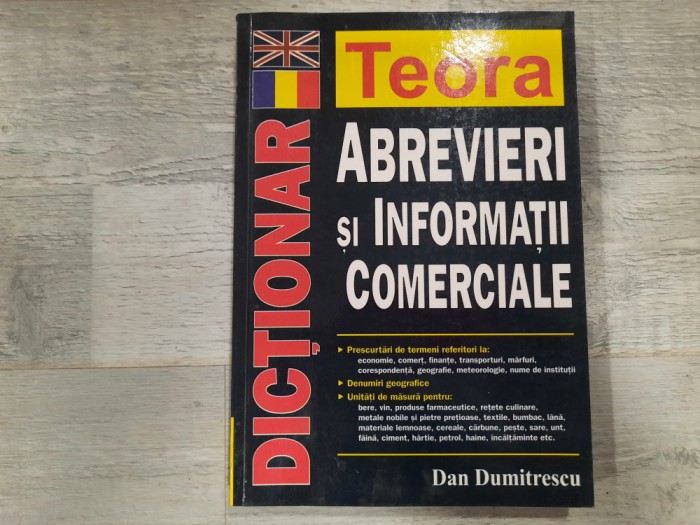 DICȚIONAR
Teora
ABREVIERI
ȘI INFORMAȚII
COMERCIALE
Prescurtări de termeni referitori la:
economie, comerț, finanțe, transporturi, mărfuri,
corespondență, geografie, meteorologie, nume de instituții
Denumiri geografice
Unități de măsură pentru:
bere, vin, produse farmaceutice, rețete culinare,
metale nobile și pietre prețioase, textile, bumbac, lână,
materiale lemnoase, cereale, cărbune, pește, sare, unt,
făină, ciment, hârtie, petrol, haine, încălțăminte etc.
Dan Dumitrescu